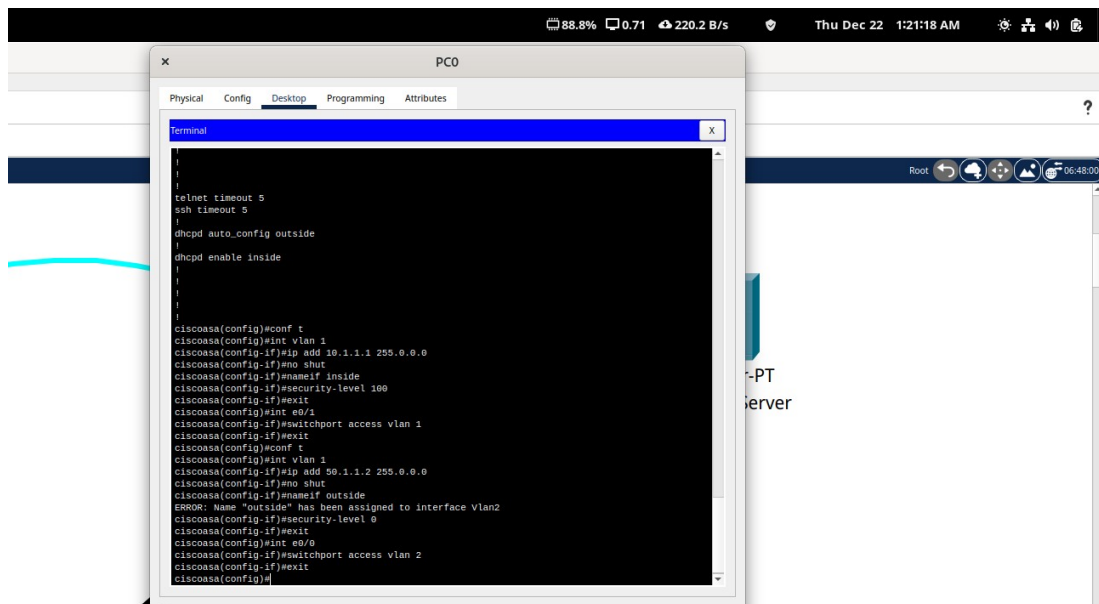 88.8% 0.71 220.2 B/s Thu Dec 22 1:21:18 AM
× PC0
Physical Config Desktop Programming Attributes
?
Terminal X
Root 06:48:00
!
!
!
!
telnet timeout 5
ssh timeout 5
!
dhcpd auto_config outside
!
dhcpd enable inside
!
!
!
!
!
ciscoasa(config)#conf t
ciscoasa(config)#int vlan 1
ciscoasa(config-if)#ip add 10.1.1.1 255.0.0.0
ciscoasa(config-if)#no shut
ciscoasa(config-if)#nameif inside
ciscoasa(config-if)#security-level 100
ciscoasa(config-if)#exit
ciscoasa(config)#int e0/1
ciscoasa(config-if)#switchport access vlan 1
ciscoasa(config-if)#exit
ciscoasa(config)#conf t
ciscoasa(config)#int vlan 1
ciscoasa(config-if)#ip add 50.1.1.2 255.0.0.0
ciscoasa(config-if)#no shut
ciscoasa(config-if)#nameif outside
ERROR: Name "outside" has been assigned to interface Vlan2
ciscoasa(config-if)#security-level 0
ciscoasa(config-if)#exit
ciscoasa(config)#int e0/0
ciscoasa(config-if)#switchport access vlan 2
ciscoasa(config-if)#exit
ciscoasa(config)#
r-PT
Server